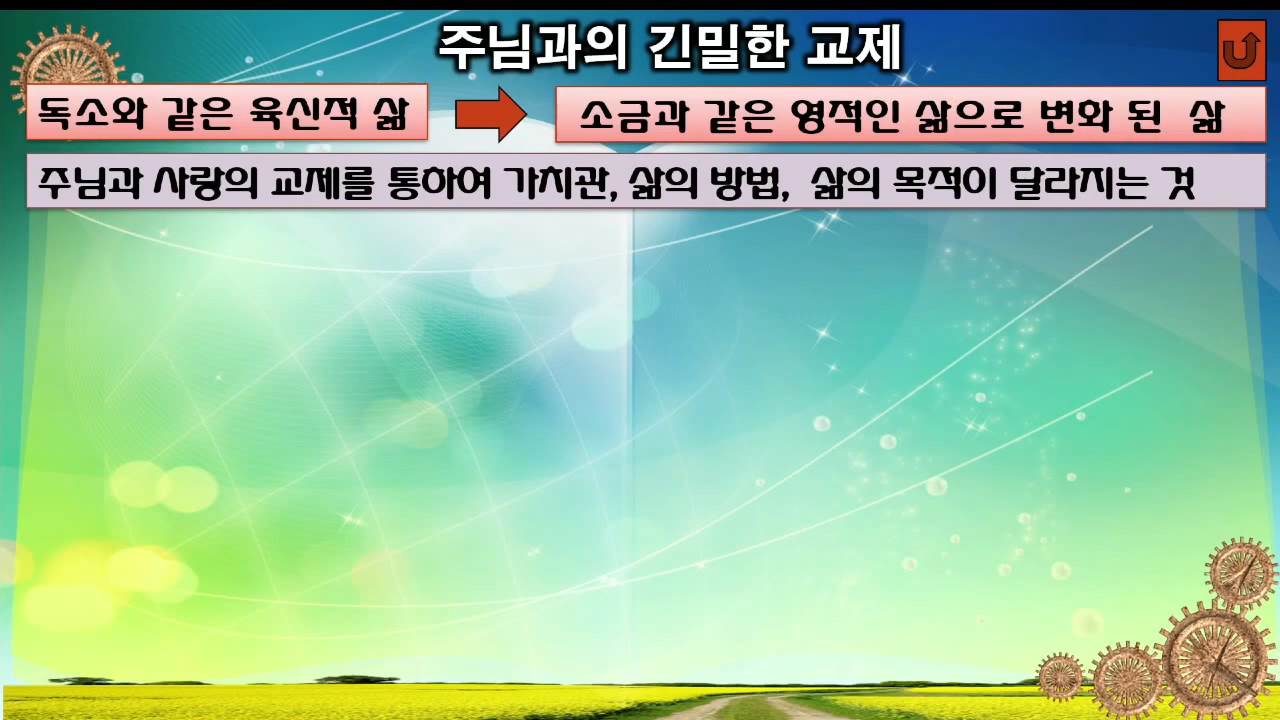 주님과의 긴밀한 교제
독소와 같은 육신적 삶
소금과 같은 영적인 삶으로 변화 된 삶
주님과 사랑의 교제를 통하여 가치관, 삶의 방법, 삶의 목적이 달라지는 것